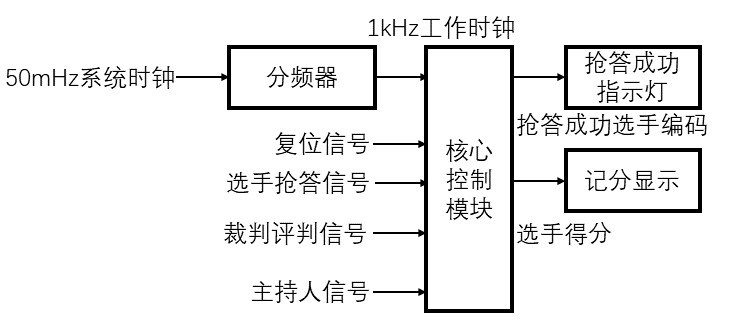 1kHz工作时钟
50mHz系统时钟
分频器
抢答成功
指示灯
抢答成功选手编码
复位信号
选手抢答信号
裁判评判信号
主持人信号
核心
控制
模块
记分显示
选手得分